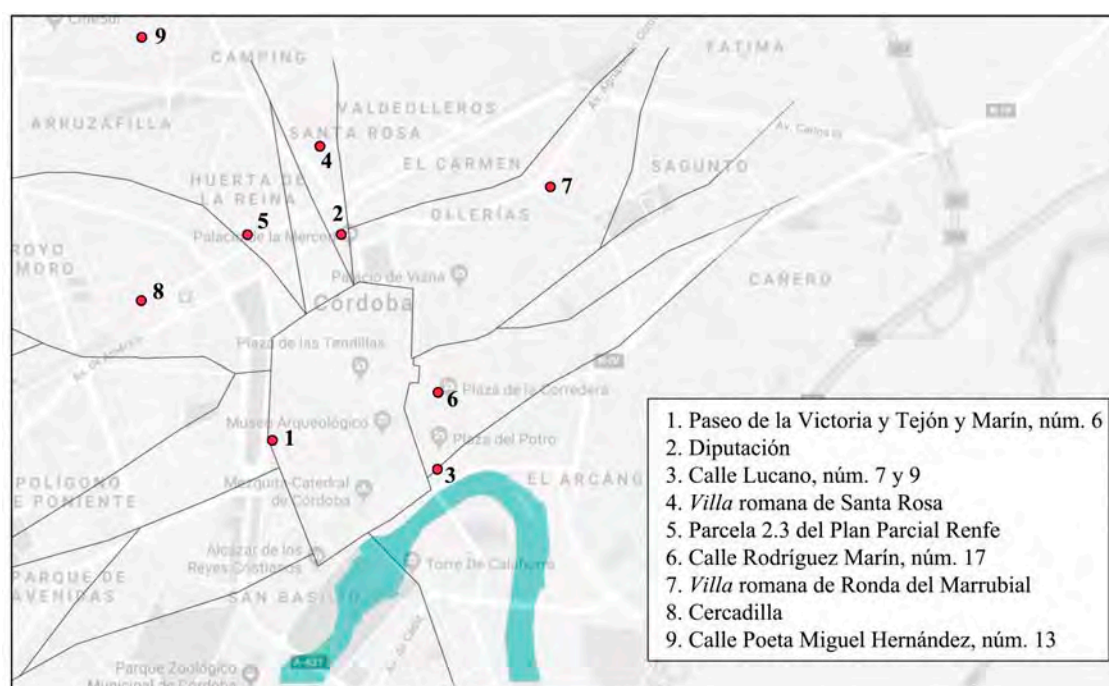 CineSur
9
CAMPING
FATIMA
VALDEOLLEROS
ARRUZAFILLA
SANTA ROSA
4
EL CARMEN
SAGUNTO
HUERTA DE
LA REINA
7
5
2
OLLERÍAS
Palacio de la Merced
ROYO
MORO
Palacio de Viana
CAÑERO
8
Córdoba
Plaza de las Tendillas
Av. de América
Plaza de la Corredera
6
Museo Arqueológico
1
Plaza del Potro
3
POLÍGONO
E PONIENTE
Mezquita-Catedral
de Córdoba
EL ARCÁNG
Alcázar de los
Reyes Cristianos
Torre De Calahorra
PARQUE DE
AVENIDAS
SAN BASILIO
Av. de Cádiz
A-431
Parque Zoológico
Municipal de Córdoba
1. Paseo de la Victoria y Tejón y Marín, núm. 6
2. Diputación
3. Calle Lucano, núm. 7 y 9
4. Villa romana de Santa Rosa
5. Parcela 2.3 del Plan Parcial Renfe
6. Calle Rodríguez Marín, núm. 17
7. Villa romana de Ronda del Marrubial
8. Cercadilla
9. Calle Poeta Miguel Hernández, núm. 13